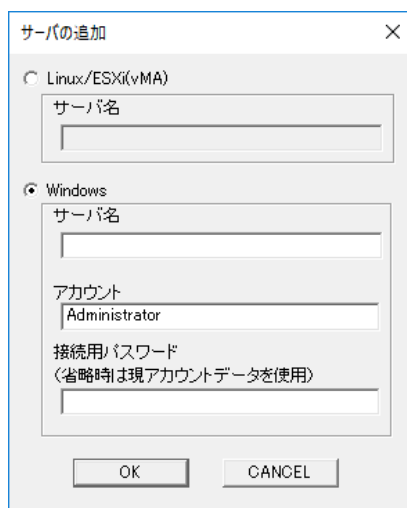 サーバの追加
Linux/ESXi(vMA)
サーバ名
Windows
サーバ名
アカウント
Administrator
接続用パスワード
(省略時は現アカウントデータを使用)
OK
CANCEL